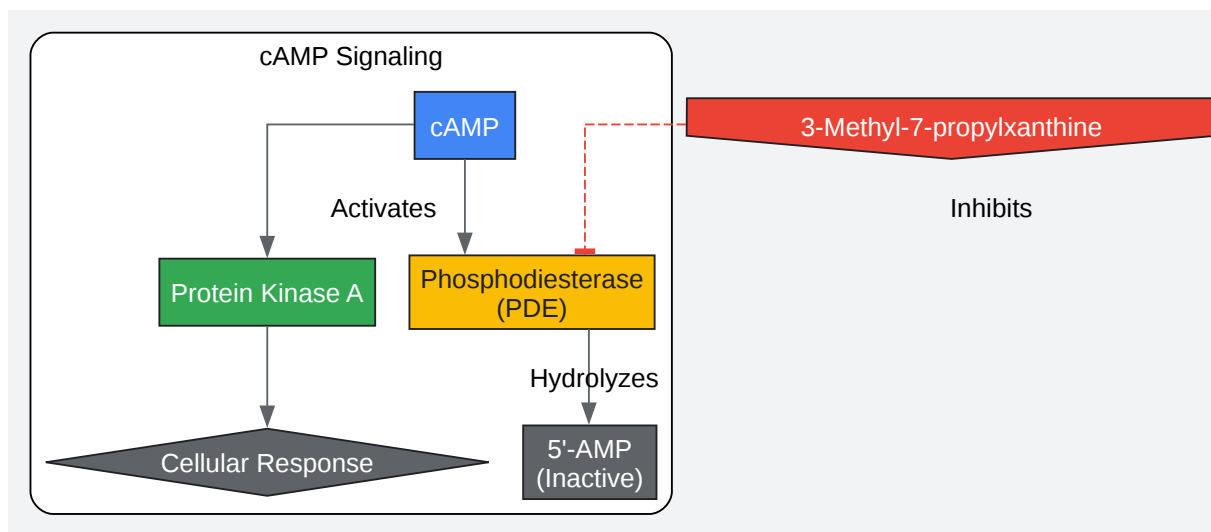 cAMP Signaling
cAMP
3-Methyl-7-propylxanthine
Activates
Inhibits
Protein Kinase A
Phosphodiesterase
(PDE)
Hydrolyzes
Cellular Response
5'-AMP
(Inactive)